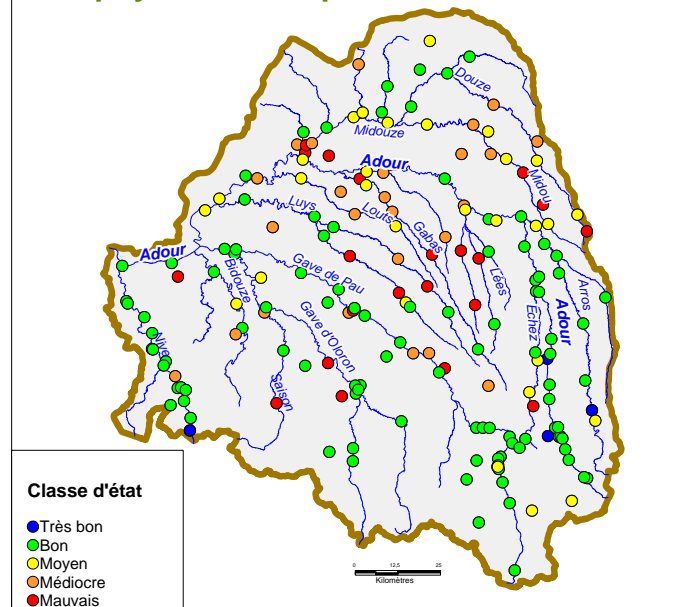 Douze
Midouze
Adour
Midou
Luys
Louts
Gabas
Adour
Bidouze
Gave de Pau
Lées
Arros
Echez
Adour
Gave d'Oloron
Nive
Saison
Classe d'état
Très bon
Bon
Moyen
Médiocre
Mauvais
0 12,5 25
Kilomètres